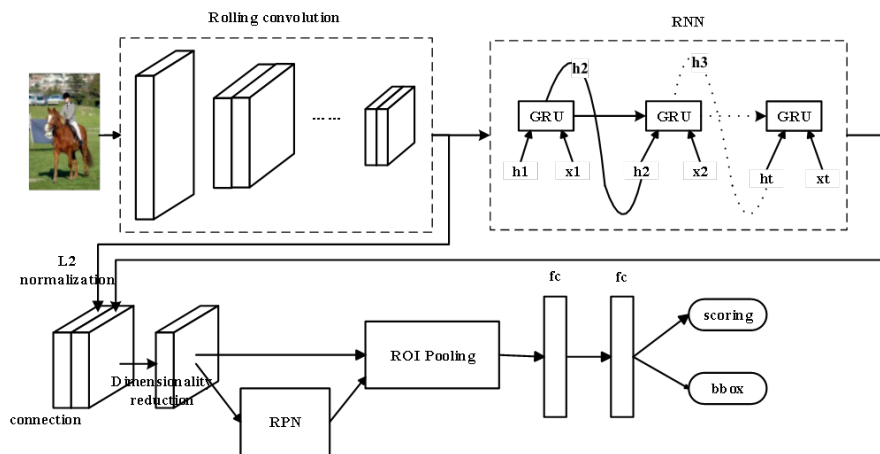 Rolling convolution
RNN
h2
h3
......
GRU
GRU
GRU
h1
x1
h2
x2
ht
xt
L2
normalization
fc
fc
scoring
ROI Pooling
Dimensionality
reduction
bbox
connection
RPN